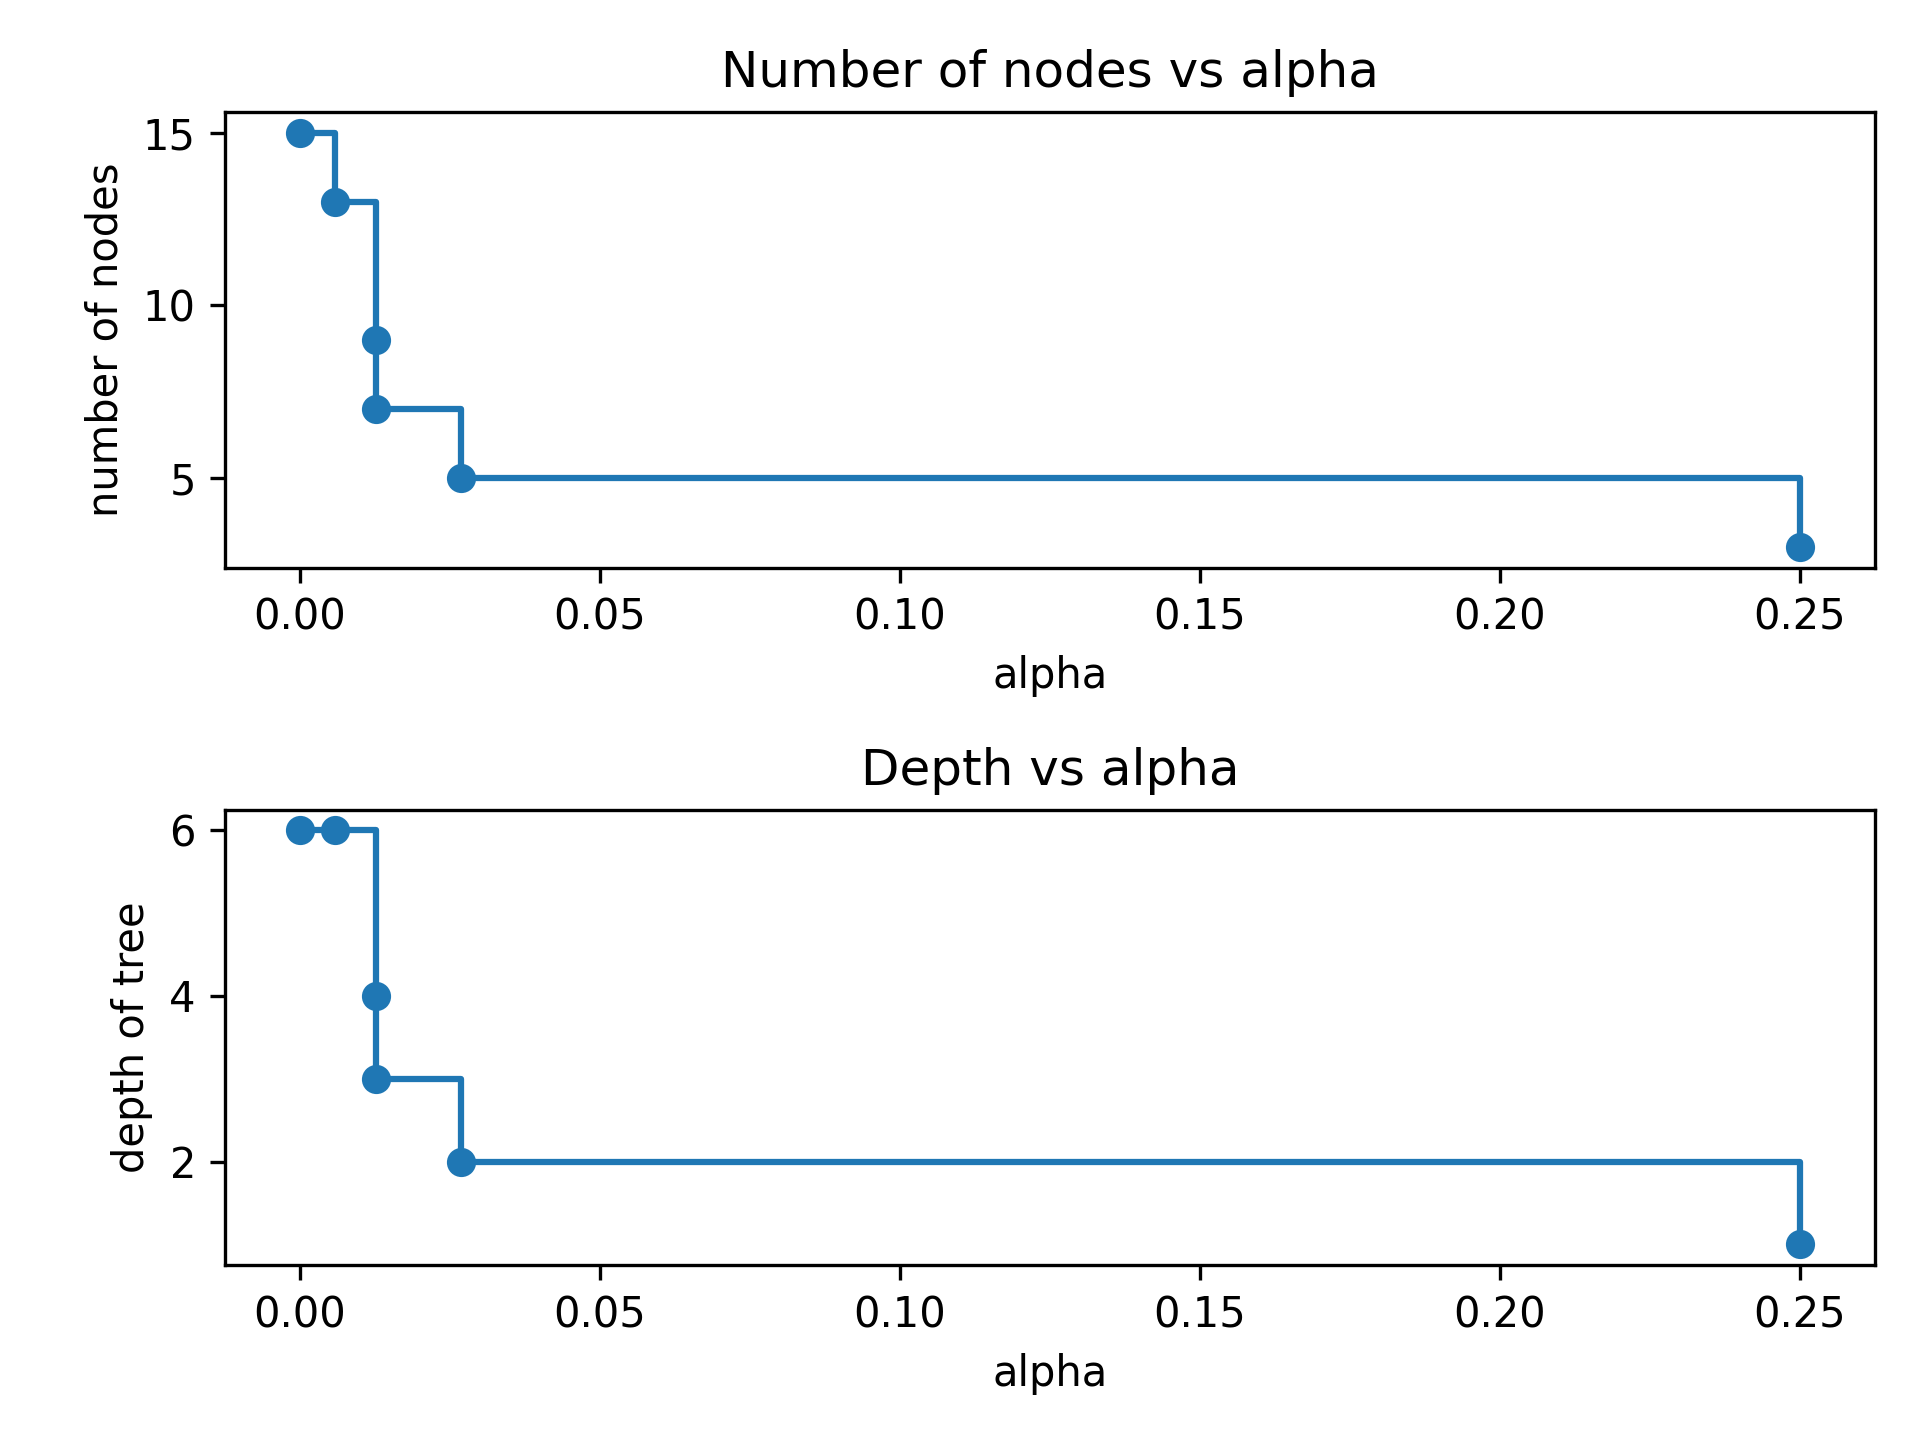 Number of nodes vs alpha
number of nodes
15
10
5
0.00 0.05 0.10 0.15 0.20 0.25
alpha
Depth vs alpha
depth of tree
6
4
2
0.00 0.05 0.10 0.15 0.20 0.25
alpha